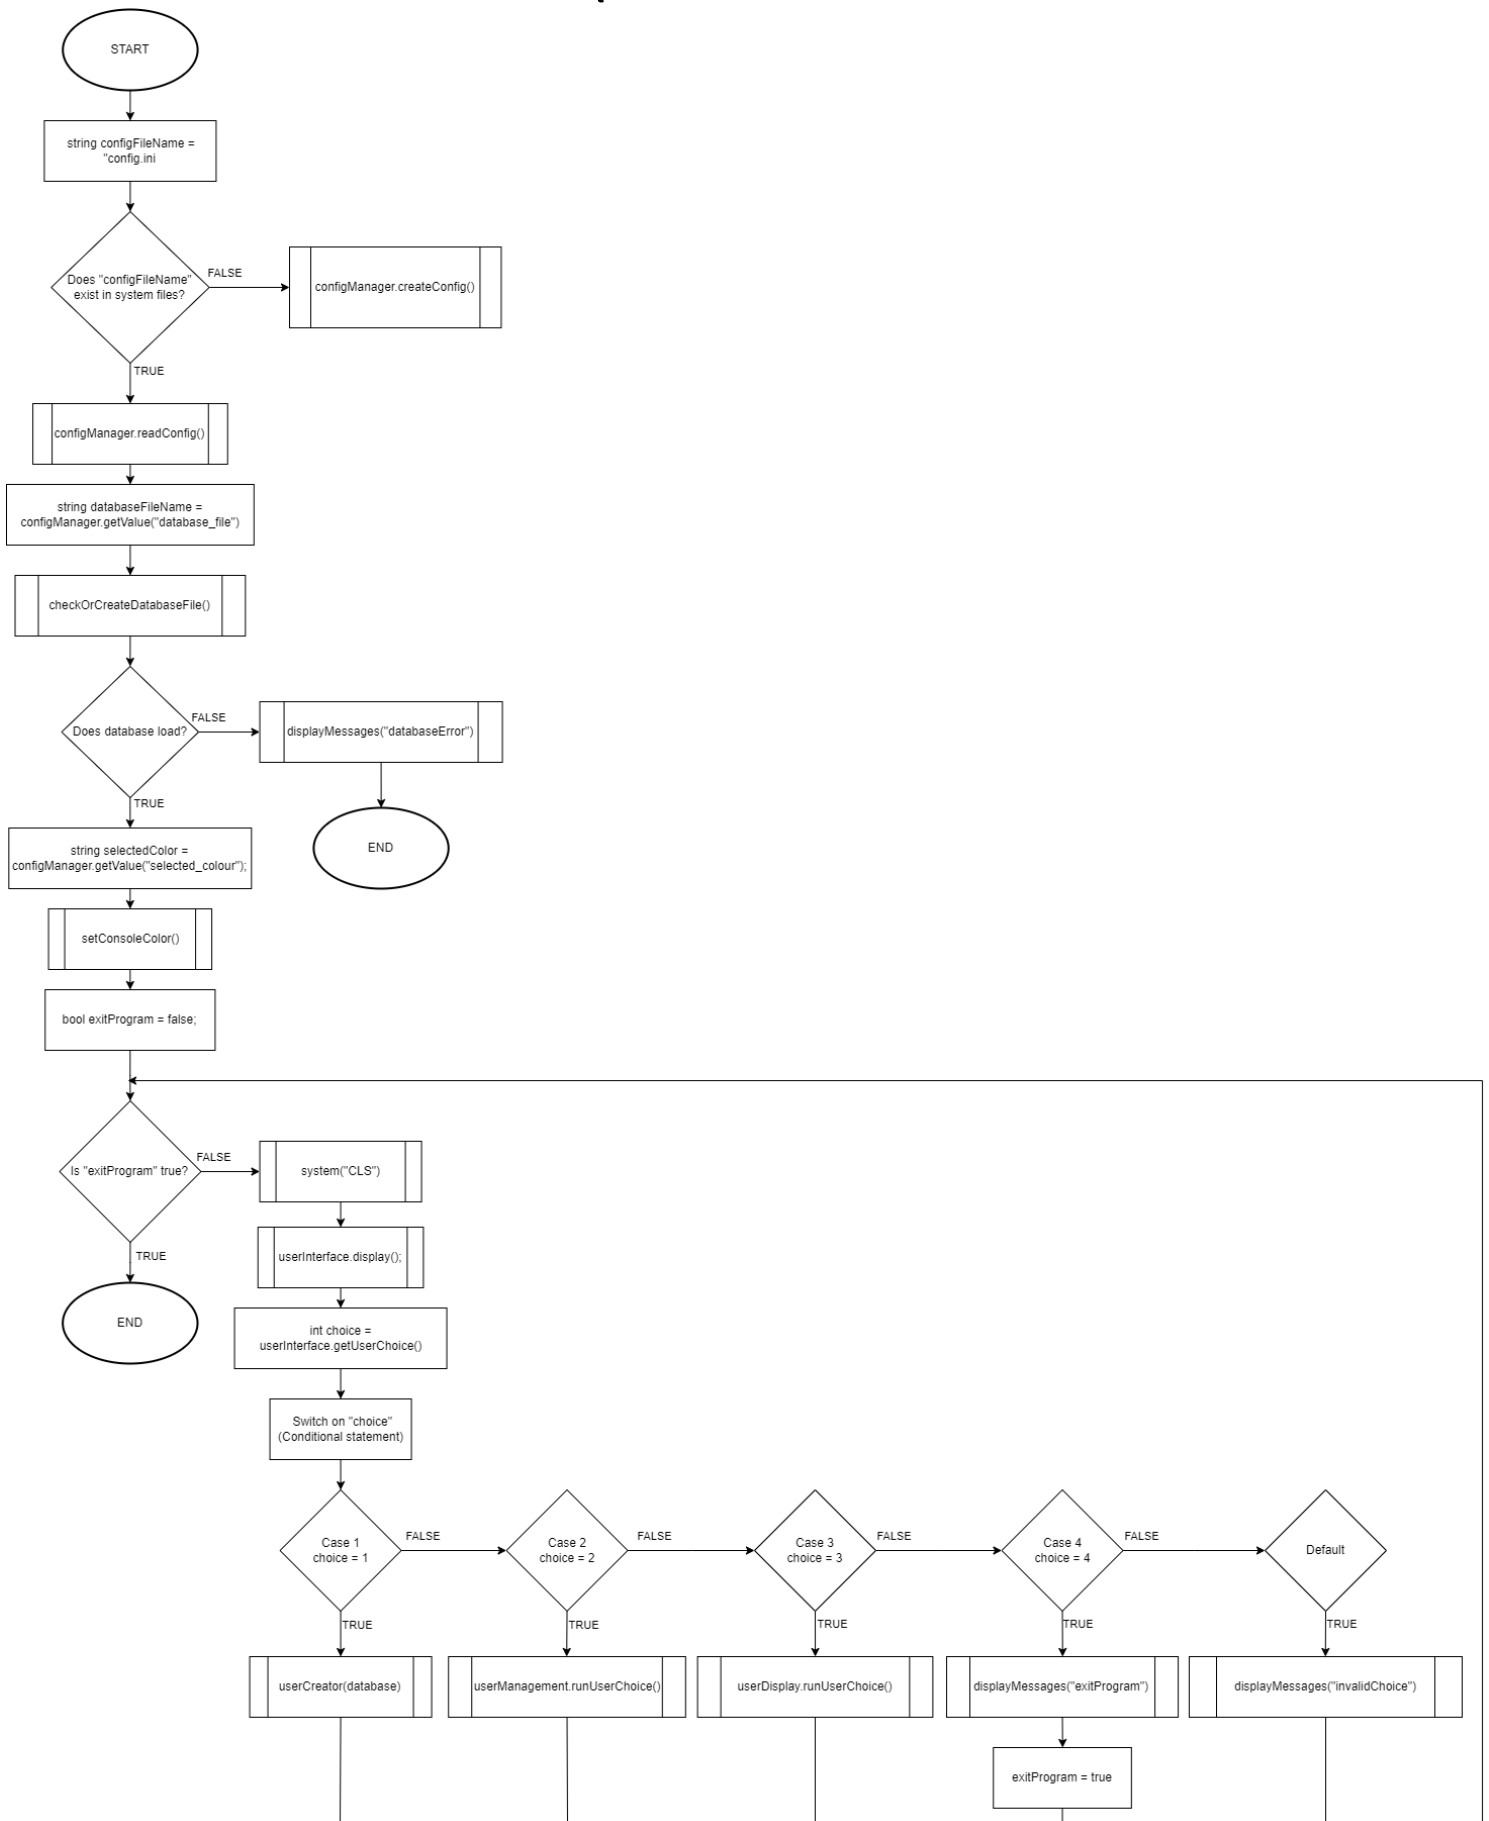 START
string configFileName =
"config.ini
Does "configFileName"
exist in system files?
FALSE
configManager.createConfig()
TRUE
configManager.readConfig()
string databaseFileName =
configManager.getValue("database_file")
checkOrCreateDatabaseFile()
Does database load?
FALSE
displayMessages("databaseError")
TRUE
END
string selectedColor =
configManager.getValue("selected_colour");
setConsoleColor()
bool exitProgram = false;
Is "exitProgram" true?
FALSE
system("CLS")
TRUE
userInterface.display();
END
int choice =
userInterface.getUserChoice()
Switch on "choice"
(Conditional statement)
Case 1
choice = 1
FALSE
Case 2
choice = 2
FALSE
Case 3
choice = 3
FALSE
Case 4
choice = 4
FALSE
Default
TRUE
TRUE
TRUE
TRUE
TRUE
userCreator(database)
userManagement.runUserChoice()
userDisplay.runUserChoice()
displayMessages("exitProgram")
displayMessages("invalidChoice")
exitProgram = true